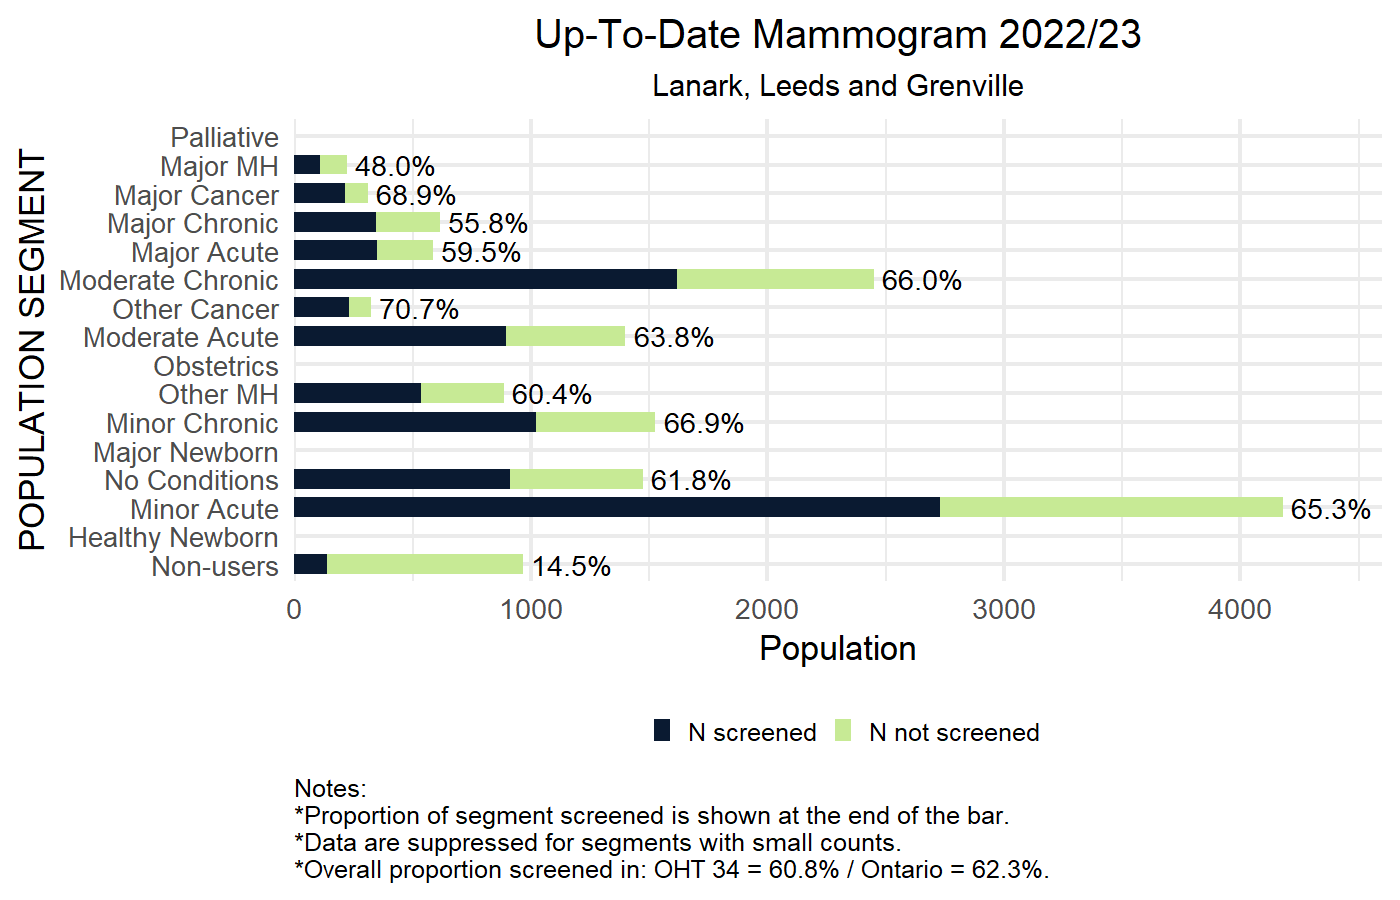 Up-To-Date Mammogram 2022/23
Lanark, Leeds and Grenville
POPULATION SEGMENT
Palliative
Major MH 48.0%
Major Cancer 68.9%
Major Chronic 55.8%
Major Acute 59.5%
Moderate Chronic 66.0%
Other Cancer 70.7%
Moderate Acute 63.8%
Obstetrics
Other MH 60.4%
Minor Chronic 66.9%
Major Newborn
No Conditions 61.8%
Minor Acute 65.3%
Healthy Newborn
Non-users 14.5%
0 1000 2000 3000 4000
Population
N screened N not screened
Notes:
*Proportion of segment screened is shown at the end of the bar.
*Data are suppressed for segments with small counts.
*Overall proportion screened in: OHT 34 = 60.8% / Ontario = 62.3%.